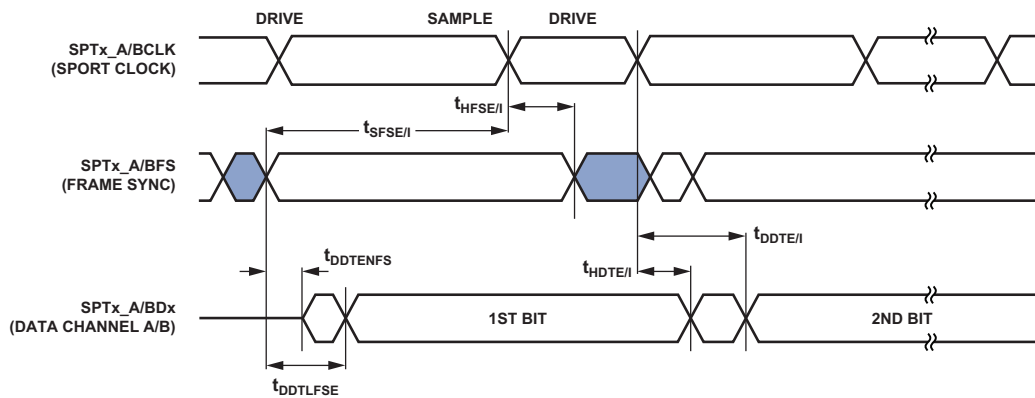 DRIVE SAMPLE DRIVE
SPTx_A/BCLK
(SPORT CLOCK)
tHFSE/I
tSFSE/I
SPTx_A/BFS
(FRAME SYNC)
tDDTE/I
tDDTENFS
tHDTE/I
SPTx_A/BDx
(DATA CHANNEL A/B)
1ST BIT 2ND BIT
tDDTLFSE